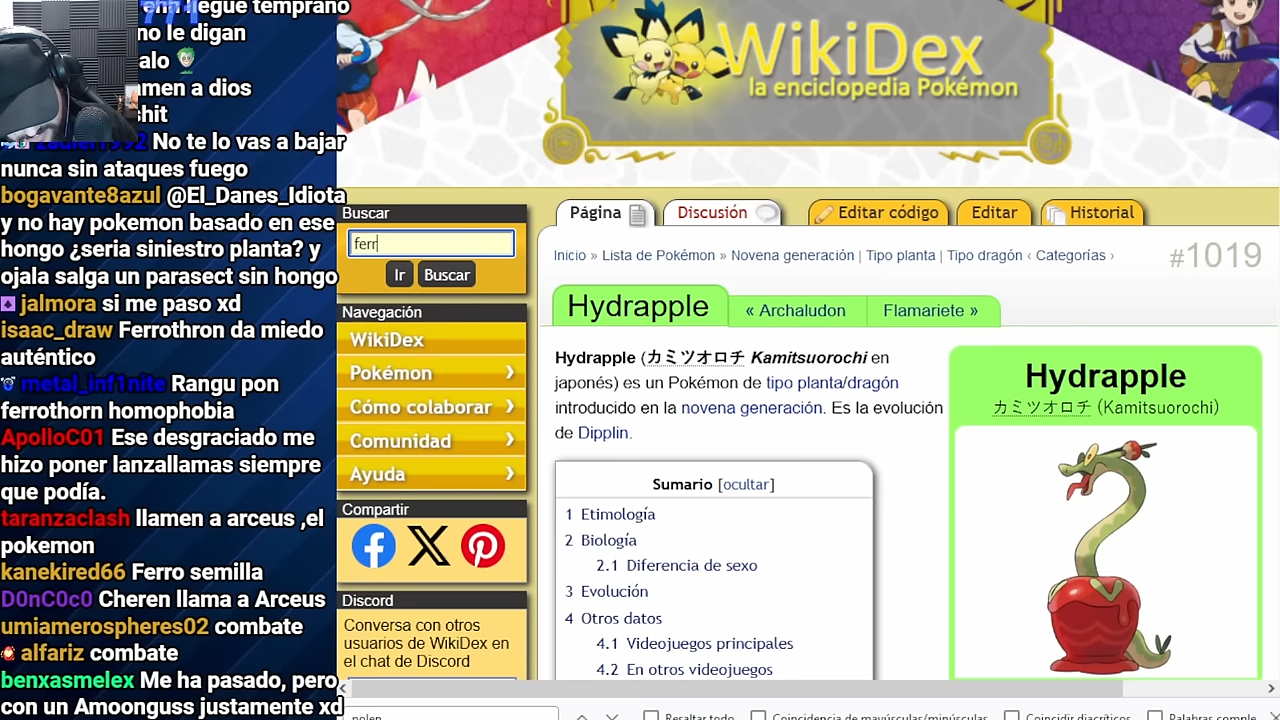 llegue temprano
no le digan
alo
amen a dios
shit
No te lo vas a bajar
nunca sin ataques fuego
bogavante8azul @El_Danes_Idiota
y no hay pokemon basado en ese
hongo ¿seria siniestro planta? y
ojala salga un parasect sin hongo
jalmora si me paso xd
isaac_draw Ferrothron da miedo
auténtico
metal_inf1nite Rangu pon
ferrothorn homophobia
ApolloC01 Ese desgraciado me
hizo poner lanzallamas siempre
que podía.
taranzaclash llamen a arceus ,el
pokemon
kanekired66 Ferro semilla
D0nC0c0 Cheren llama a Arceus
umiamerospheres02 combate
alfariz combate
benxasmelex Me ha pasado, pero
con un Amoonguss justamente xd
WikiDex
la enciclopedia Pokémon
Buscar
ferr
Ir Buscar
Navegación
WikiDex
Pokémon
Cómo colaborar
Comunidad
Ayuda
Compartir
Discord
Conversa con otros
usuarios de WikiDex en
el chat de Discord
Página Discusión Editar código Editar Historial
Inicio » Lista de Pokémon » Novena generación | Tipo planta | Tipo dragón ‹ Categorías ›
#1019
Hydrapple « Archaludon Flamariete »
Hydrapple (カミツオロチ Kamitsuorochi en
japonés) es un Pokémon de tipo planta/dragón
introducido en la novena generación. Es la evolución
de Dipplin.
Sumario [ocultar]
1 Etimología
2 Biología
2.1 Diferencia de sexo
3 Evolución
4 Otros datos
4.1 Videojuegos principales
4.2 En otros videojuegos
Hydrapple
カミツオロチ (Kamitsuorochi)
Resaltar todo Coincidencia de mayúsculas/minúsculas Coincidir diacríticos Palabras comple